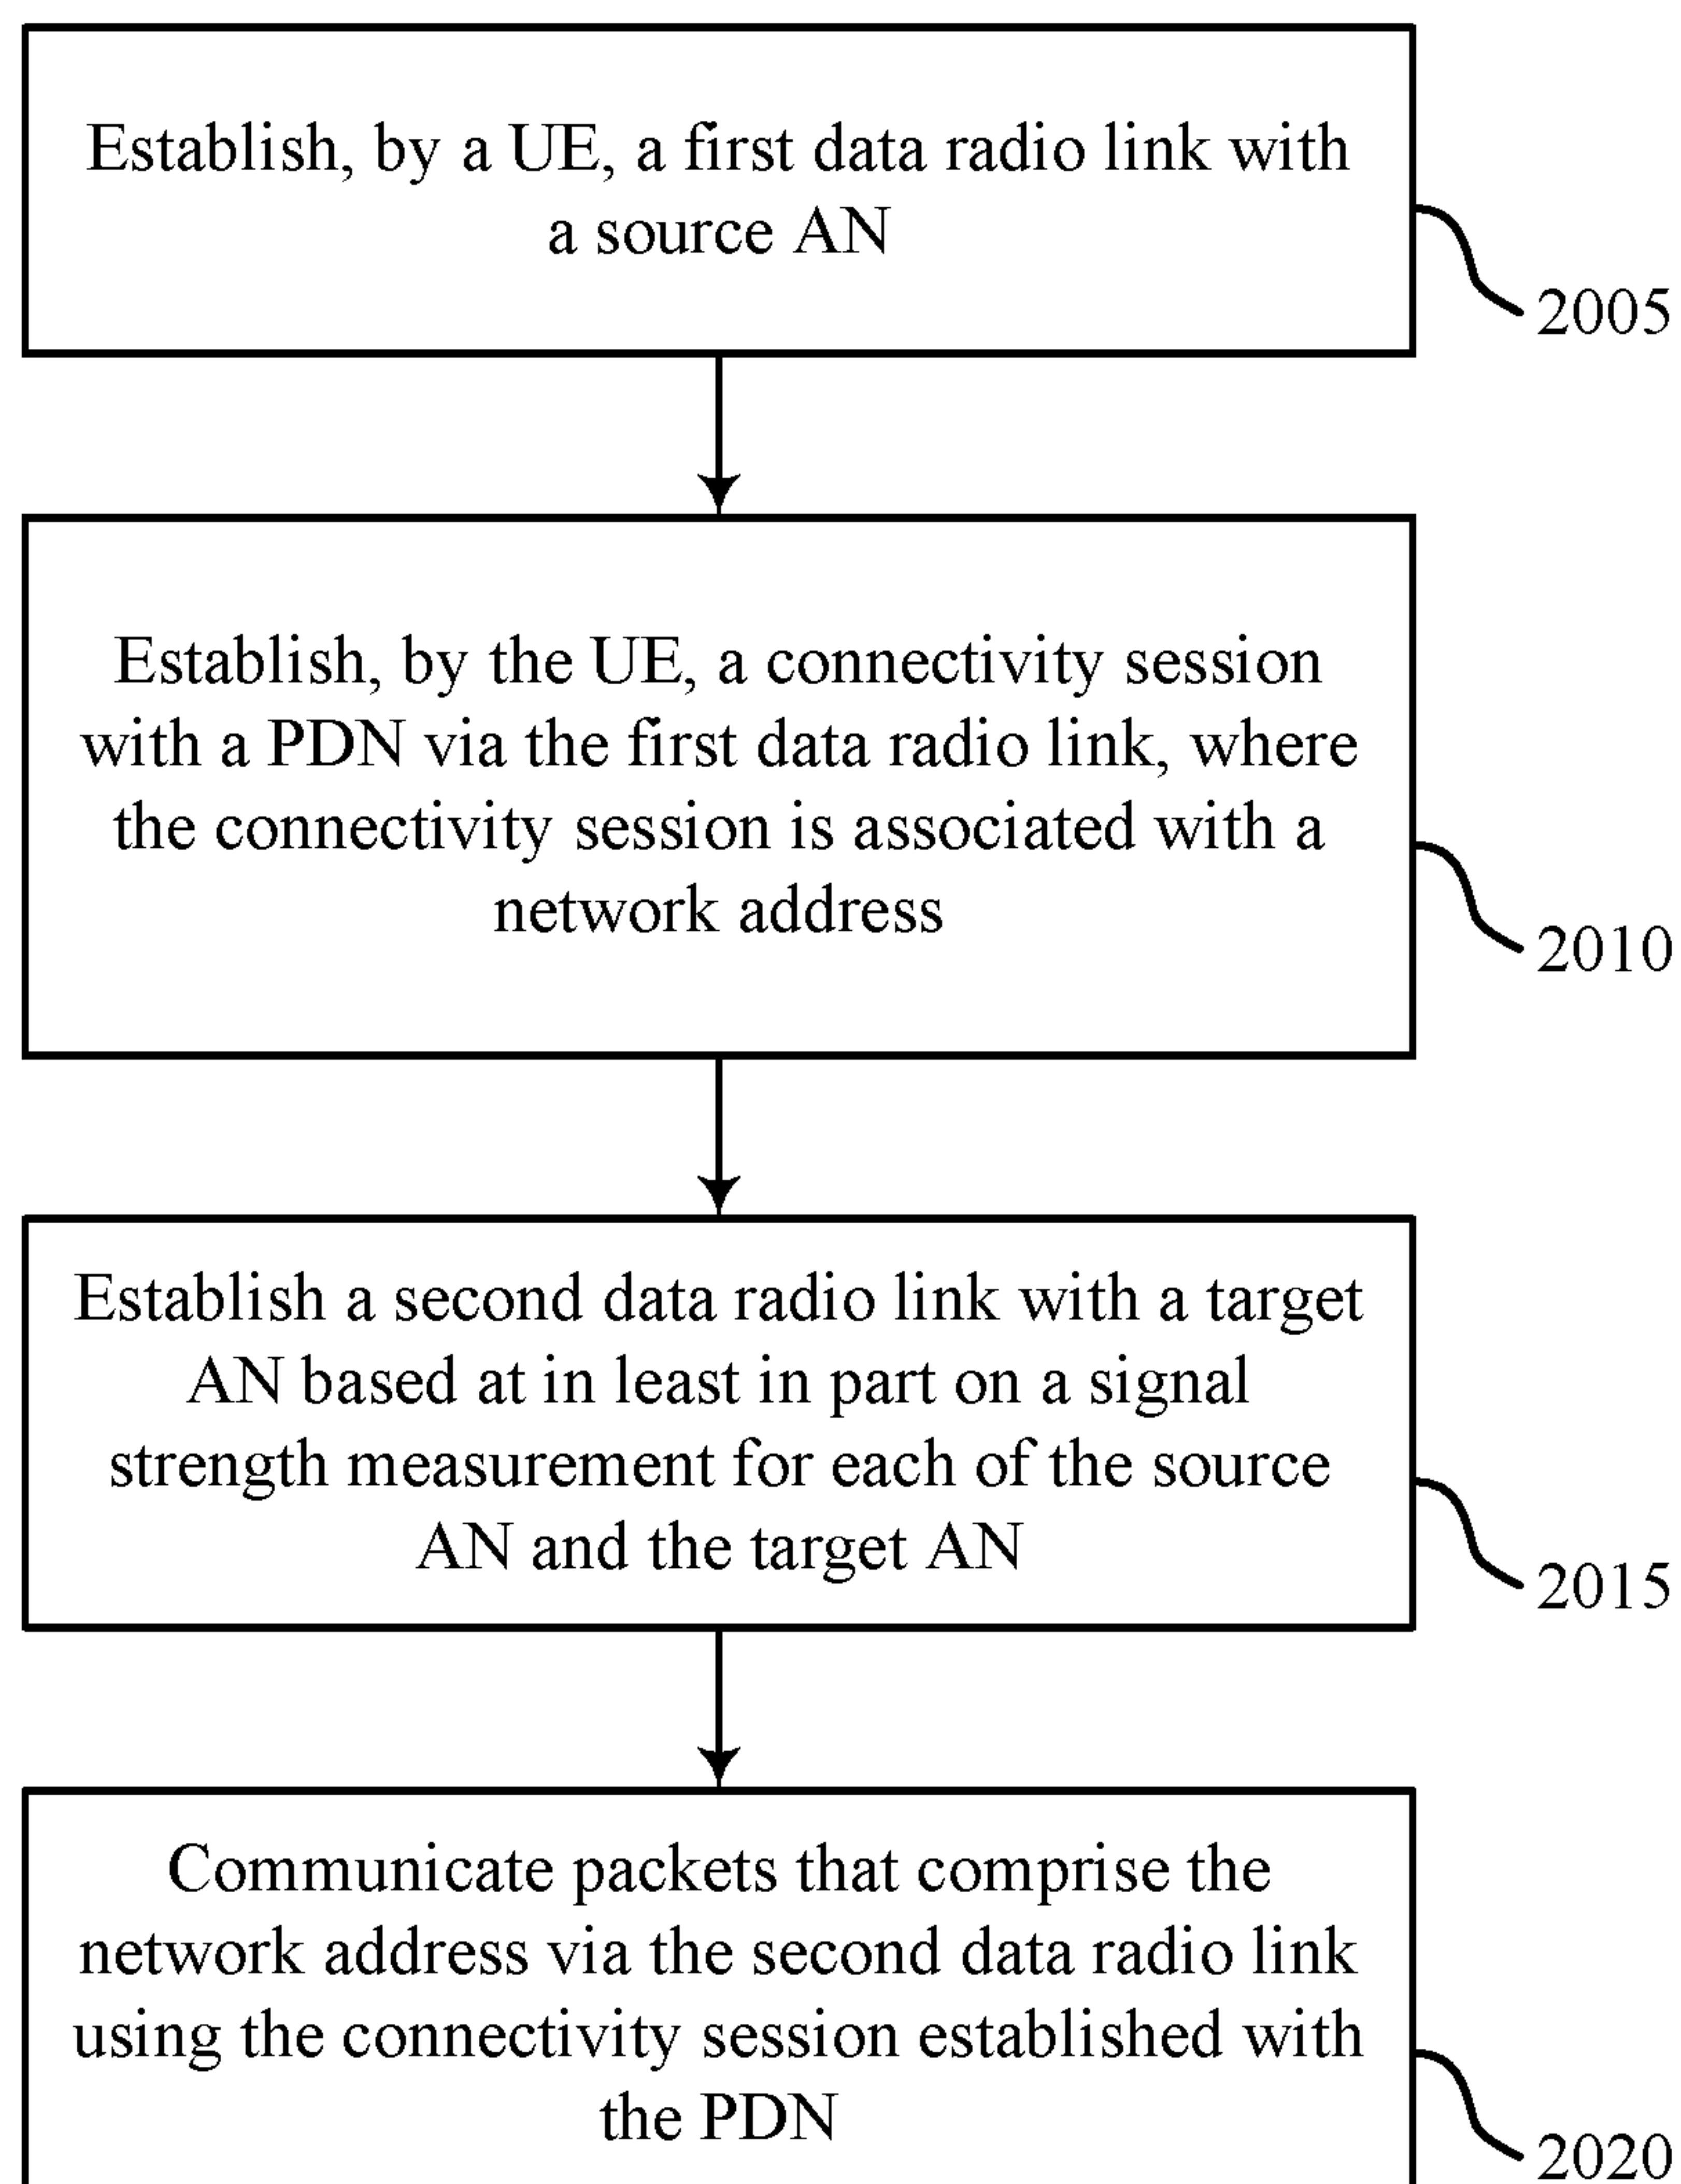 Establish, by a UE, a first data radio link with
a source AN
2005
Establish, by the UE, a connectivity session
with a PDN via the first data radio link, where
the connectivity session is associated with a
network address
2010
Establish a second data radio link with a target
AN based at in least in part on a signal
strength measurement for each of the source
AN and the target AN
2015
Communicate packets that comprise the
network address via the second data radio link
using the connectivity session established with
the PDN
2020